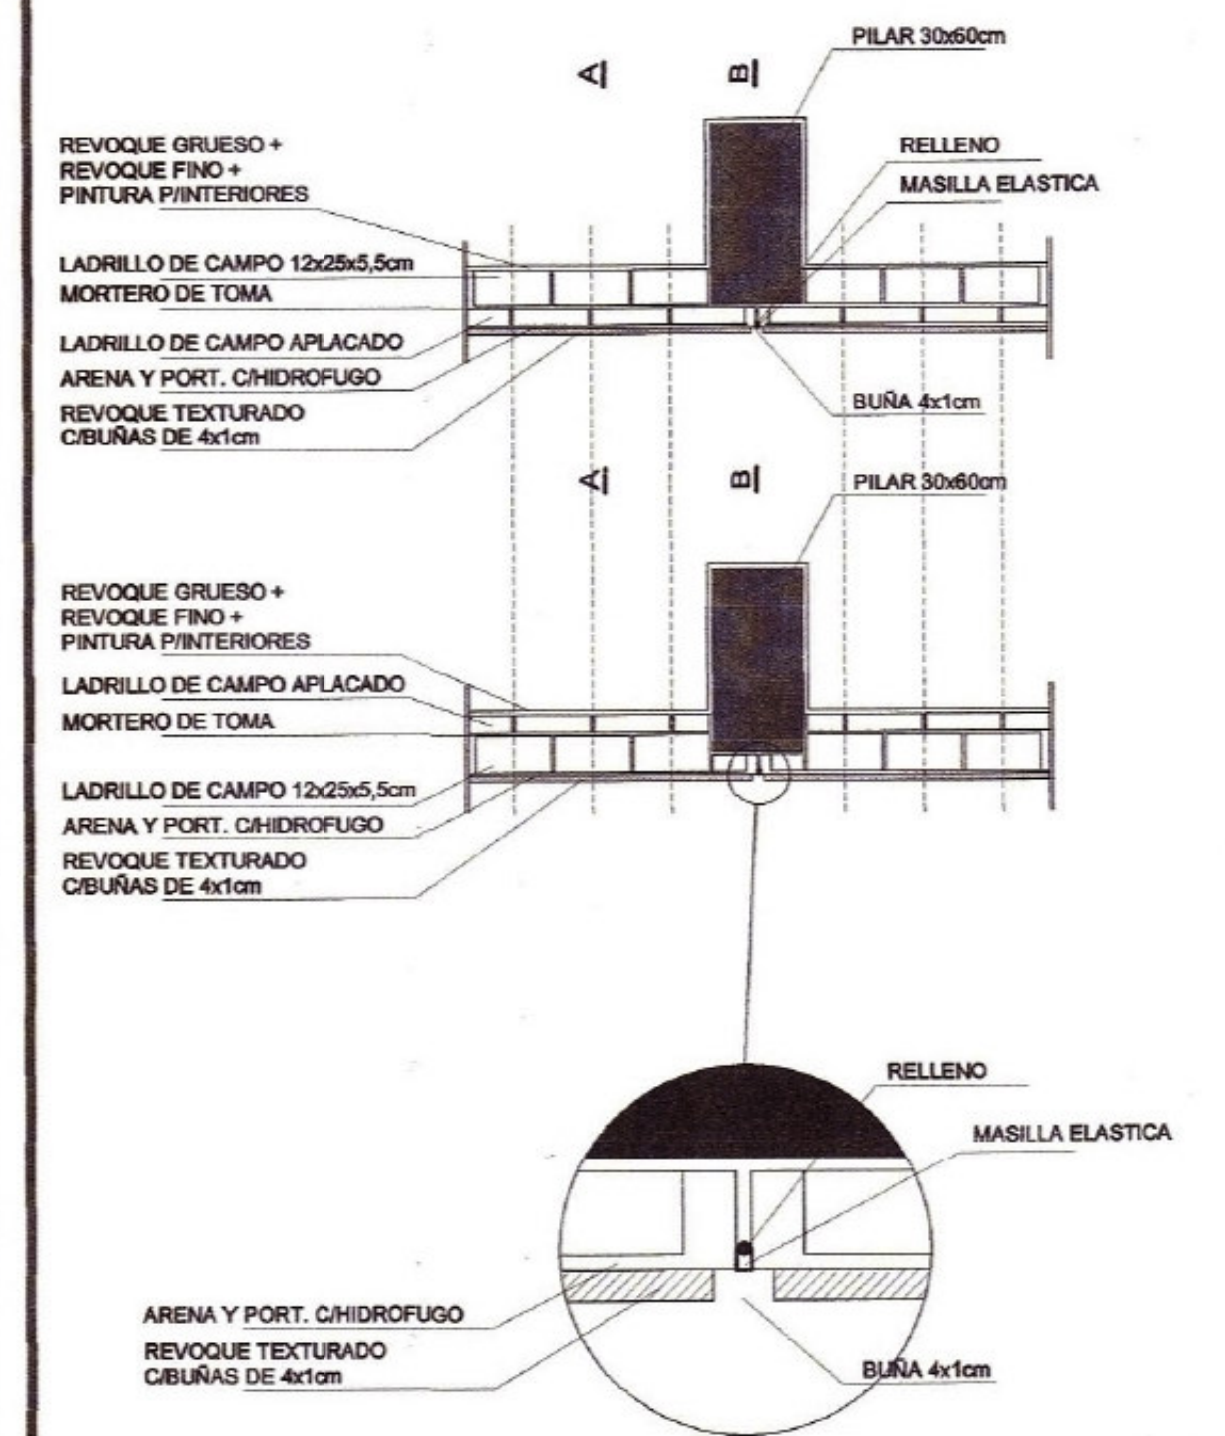 PILAR 30x60cm
A
B
REVOQUE GRUESO +
REVOQUE FINO +
PINTURA P/INTERIORES
RELLENO
MASILLA ELASTICA
LADRILLO DE CAMPO 12x25x5,5cm
MORTERO DE TOMA
LADRILLO DE CAMPO APLACADO
ARENA Y PORT. C/HIDROFUGO
REVOQUE TEXTURADO
C/BUÑAS DE 4x1cm
BUÑA 4x1cm
A
B
PILAR 30x60cm
REVOQUE GRUESO +
REVOQUE FINO +
PINTURA P/INTERIORES
LADRILLO DE CAMPO APLACADO
MORTERO DE TOMA
LADRILLO DE CAMPO 12x25x5,5cm
ARENA Y PORT. C/HIDROFUGO
REVOQUE TEXTURADO
C/BUÑAS DE 4x1cm
RELLENO
MASILLA ELASTICA
ARENA Y PORT. C/HIDROFUGO
REVOQUE TEXTURADO
C/BUÑAS DE 4x1cm
BUÑA 4x1cm